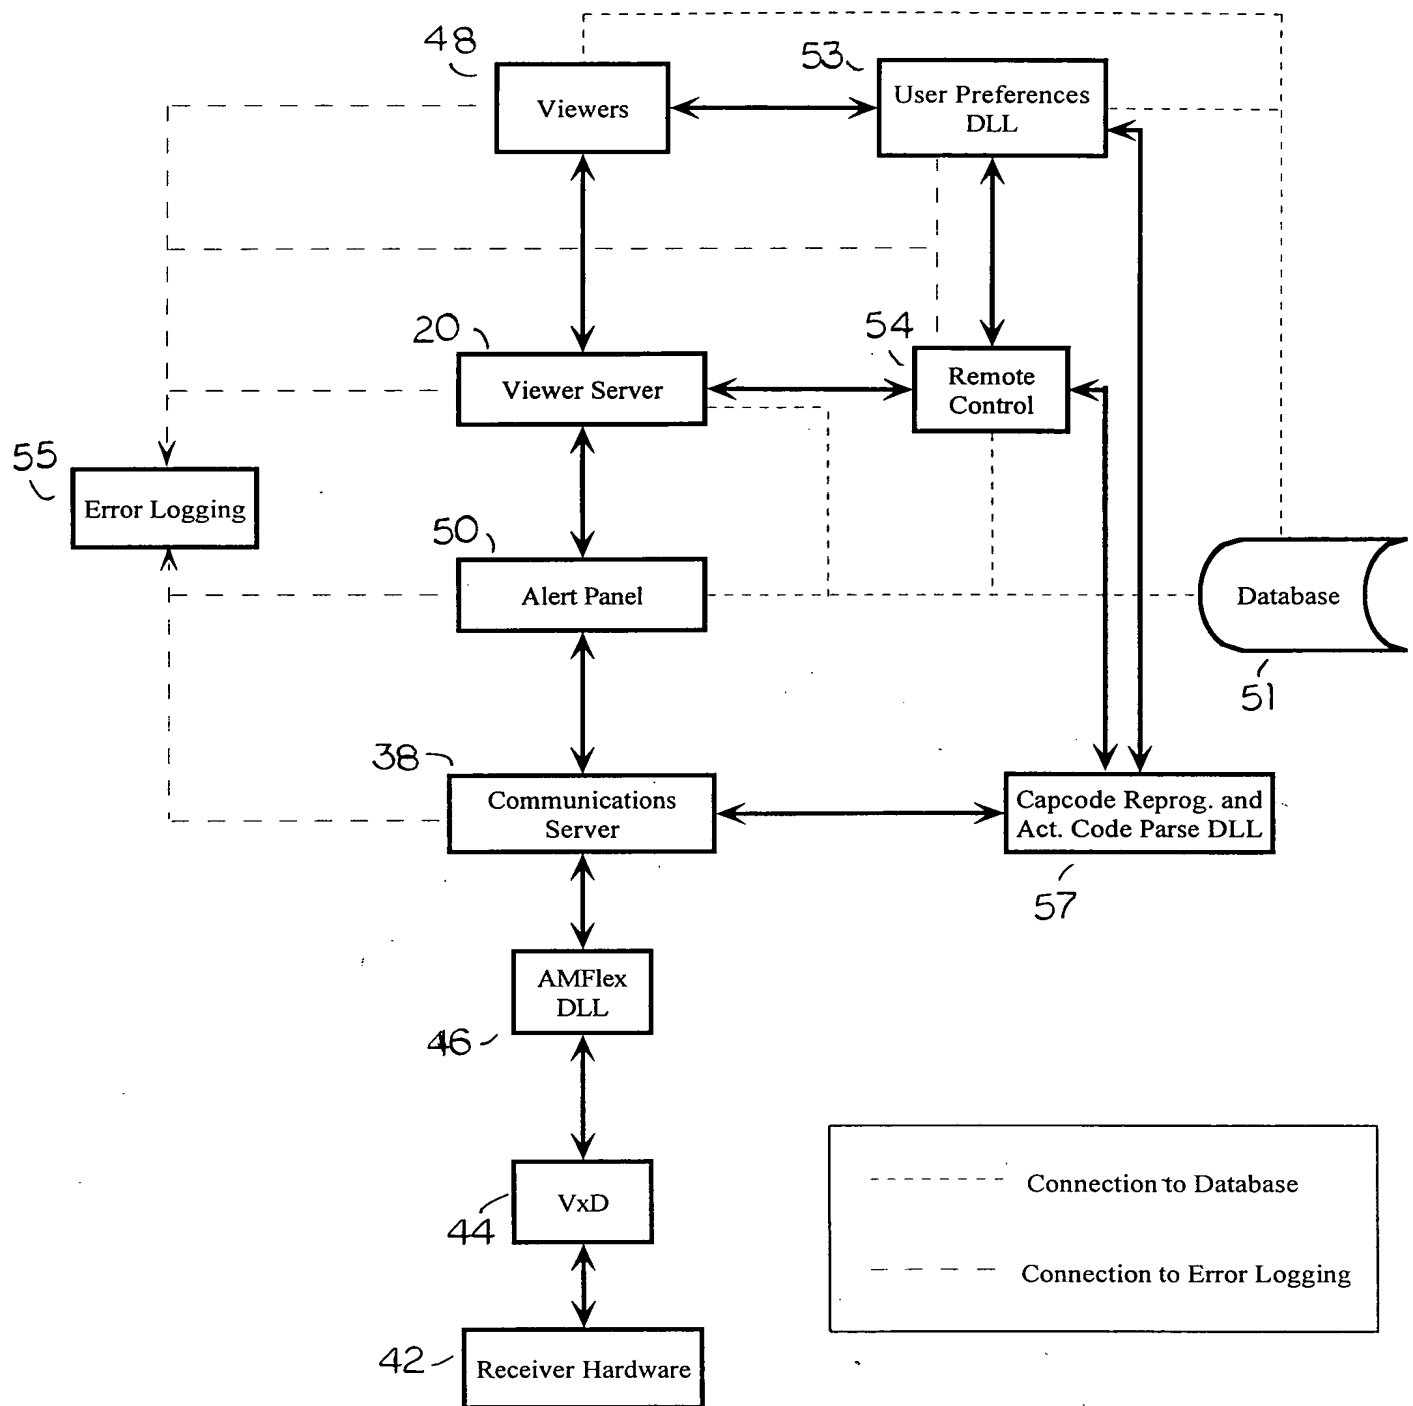 48
53
Viewers
User Preferences
DLL
20
54
Viewer Server
Remote
Control
55
Error Logging
50
Alert Panel
Database
51
38
Communications
Server
Capcode Reprog. and
Act. Code Parse DLL
57
AMFlex
DLL
46
VxD
44
Connection to Database
Connection to Error Logging
42
Receiver Hardware